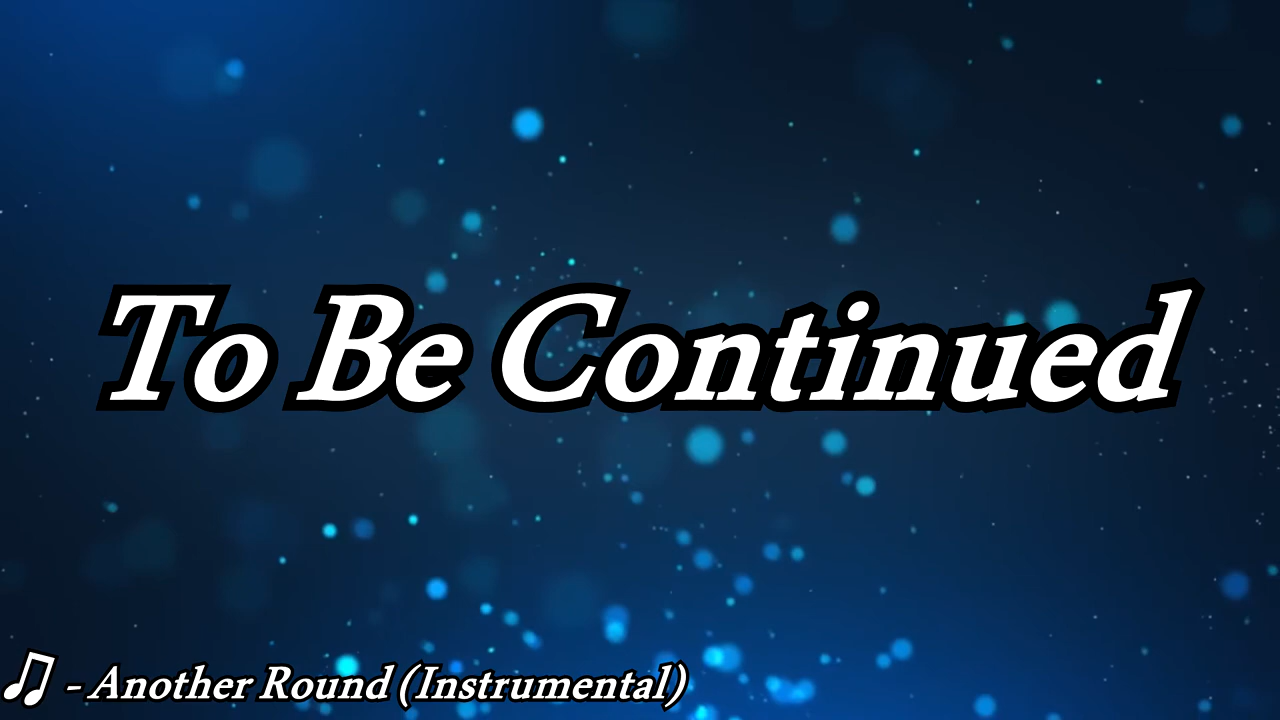 To Be Continued
♫ - Another Round (Instrumental)